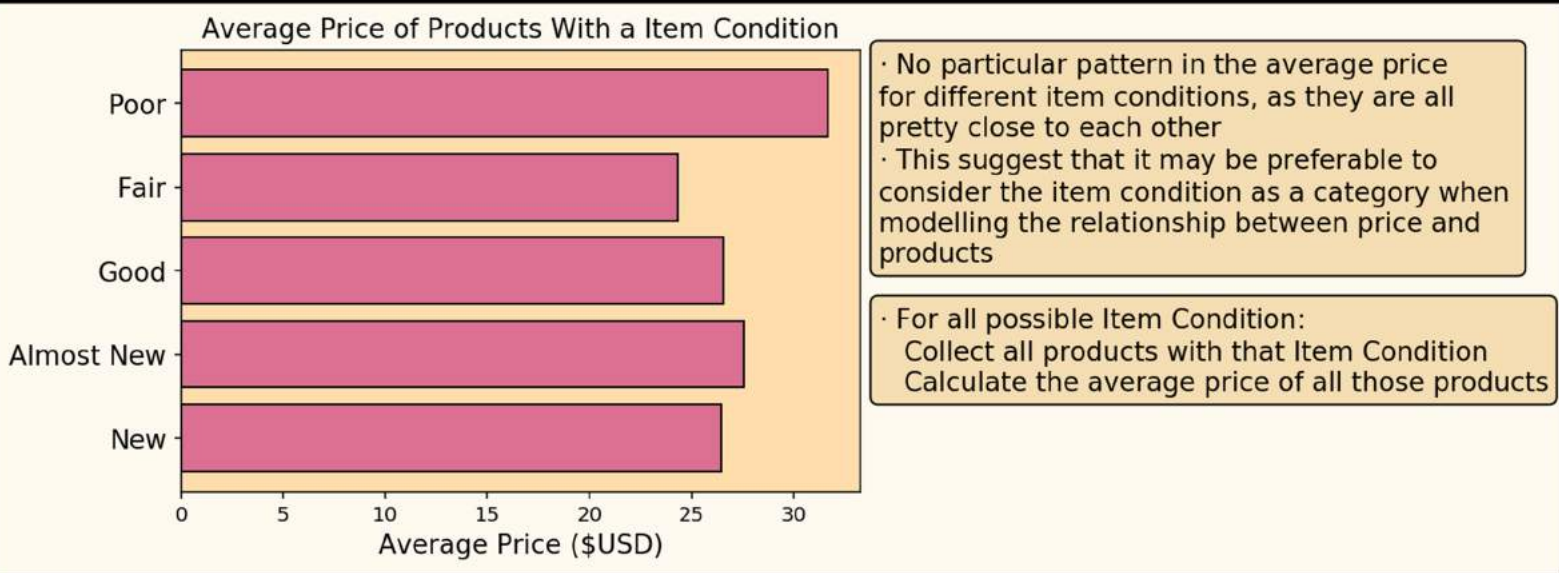 Average Price of Products With a Item Condition
Poor
Fair
Good
Almost New
New
0 5 10 15 20 25 30
Average Price ($USD)
· No particular pattern in the average price
for different item conditions, as they are all
pretty close to each other
· This suggest that it may be preferable to
consider the item condition as a category when
modelling the relationship between price and
products
· For all possible Item Condition:
Collect all products with that Item Condition
Calculate the average price of all those products